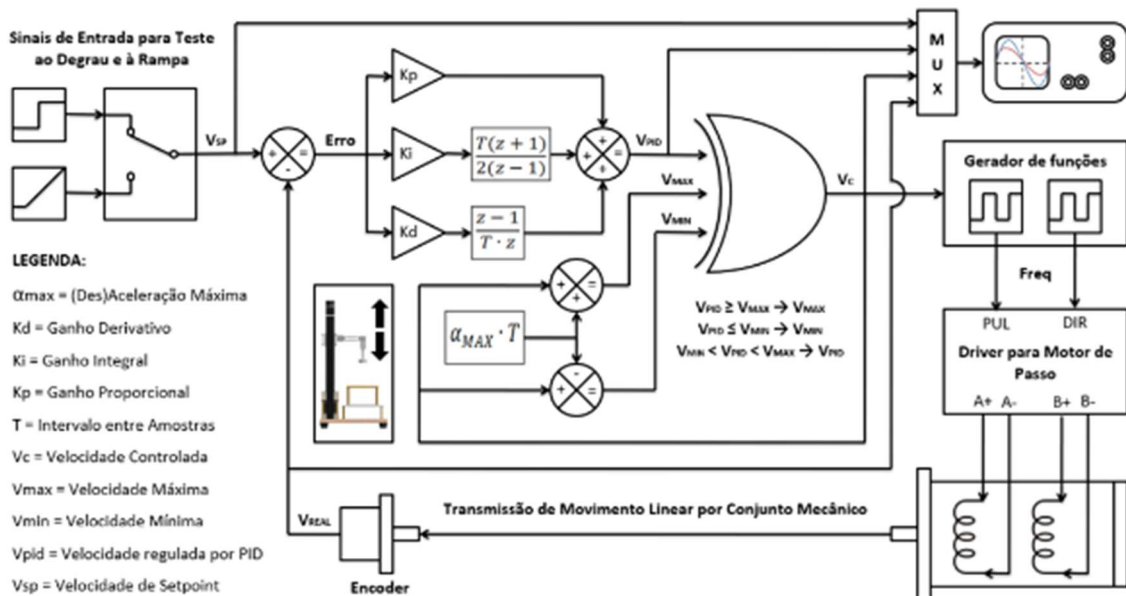 Sinais de Entrada para Teste
ao Degrau e à Rampa
VSP
Erro
Kp
Ki
Kd
T(z + 1)
2(z − 1)
z − 1
T · z
VPID
VMAX
VMIN
VC
M
U
X
Gerador de funções
Freq
PUL DIR
Driver para Motor de
Passo
A+ A- B+ B-
αMAX · T
VPID ≥ VMAX → VMAX
VPID ≤ VMIN → VMIN
VMIN < VPID < VMAX → VPID
LEGENDA:
αmax = (Des)Aceleração Máxima
Kd = Ganho Derivativo
Ki = Ganho Integral
Kp = Ganho Proporcional
T = Intervalo entre Amostras
Vc = Velocidade Controlada
Vmax = Velocidade Máxima
Vmin = Velocidade Mínima
Vpid = Velocidade regulada por PID
Vsp = Velocidade de Setpoint
VREAL
Encoder
Transmissão de Movimento Linear por Conjunto Mecânico